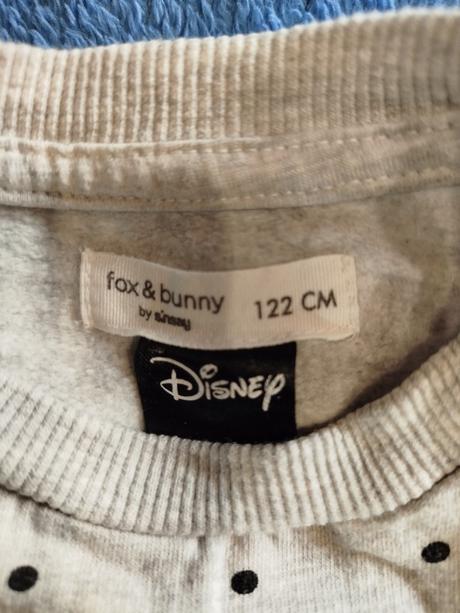 fox & bunny
by sinsay
122 CM
Disney